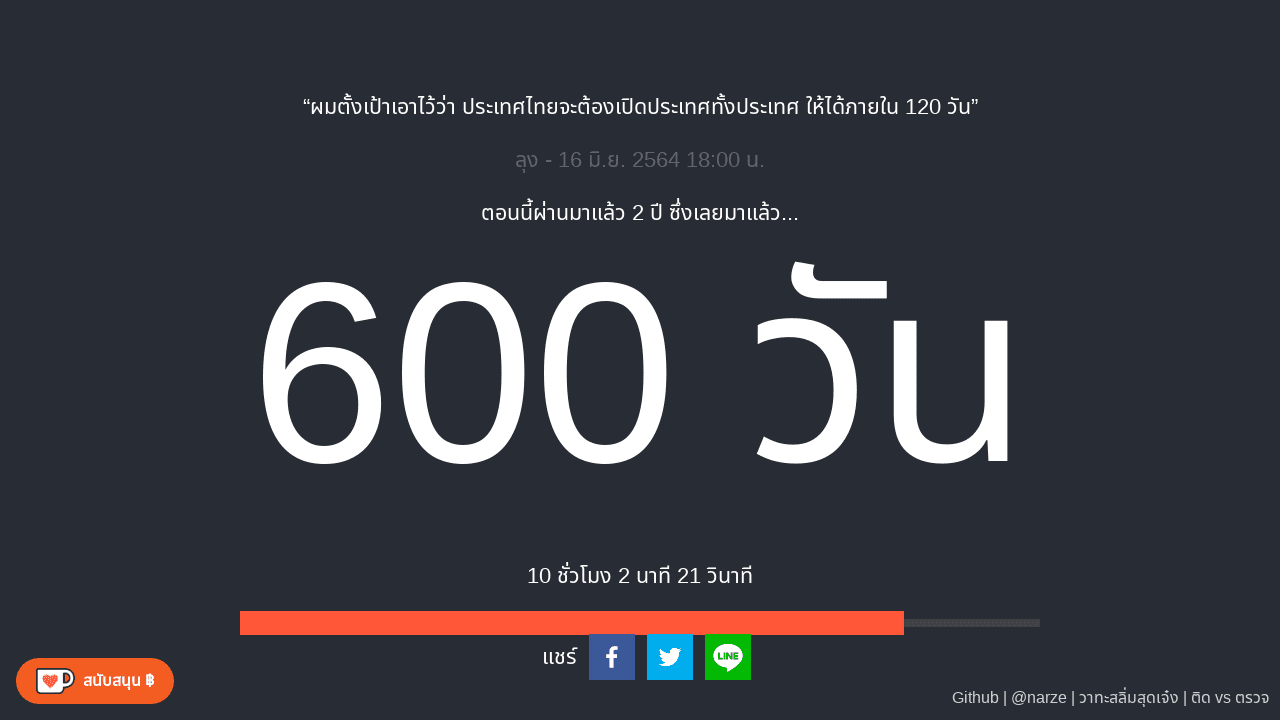 “ผมตั้งเป้าเอาไว้ว่า ประเทศไทยจะต้องเปิดประเทศทั้งประเทศ ให้ได้ภายใน 120 วัน”
ลุง - 16 มิ.ย. 2564 18:00 น.
ตอนนี้ผ่านมาแล้ว 2 ปี ซึ่งเลยมาแล้ว...
600 วัน
10 ชั่วโมง 2 นาที 21 วินาที
แชร์
LINE
สนับสนุน ฿
Github | @narze | วาทะสลิ่มสุดเจ๋ง | ติด vs ตรวจ